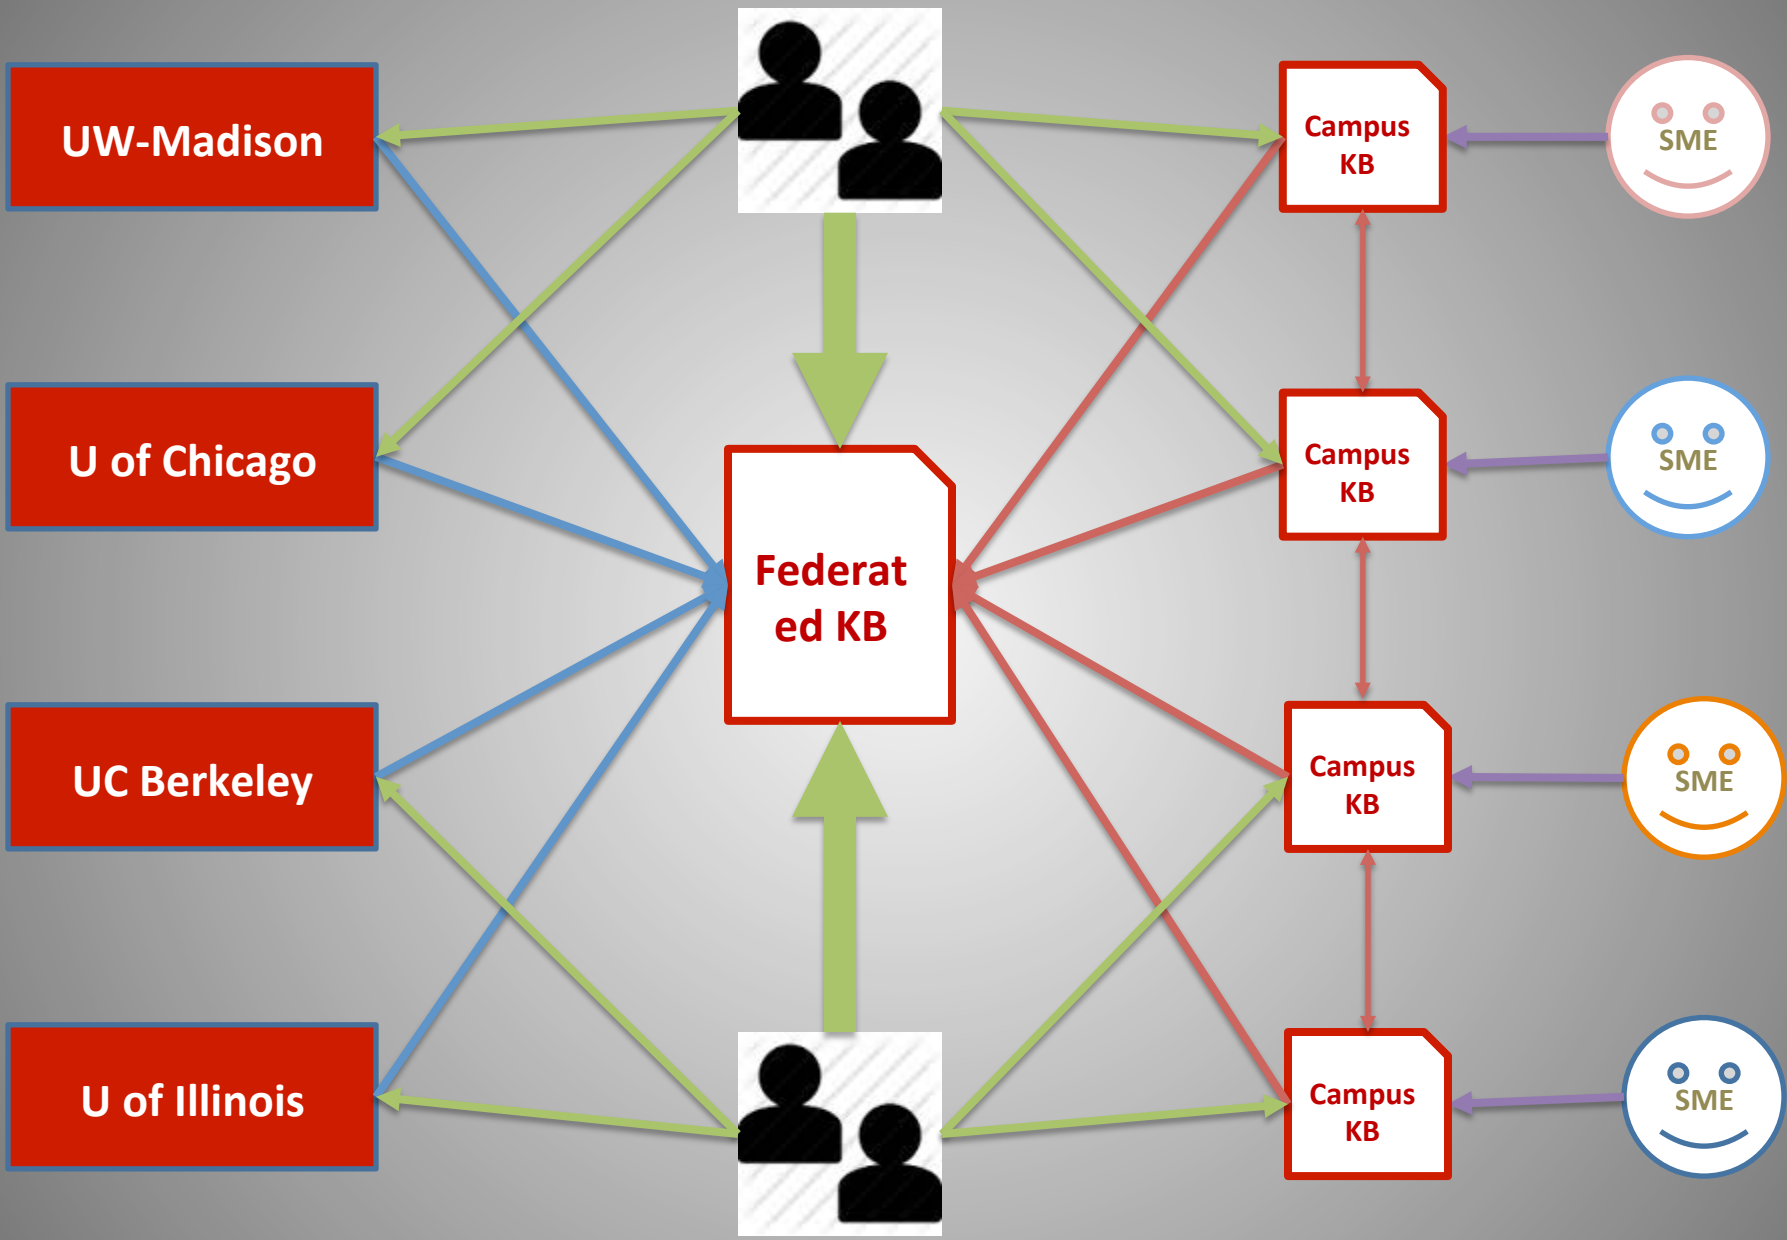 UW-Madison
U of Chicago
UC Berkeley
U of Illinois
Federat
ed KB
Campus
KB
Campus
KB
Campus
KB
Campus
KB
SME
SME
SME
SME